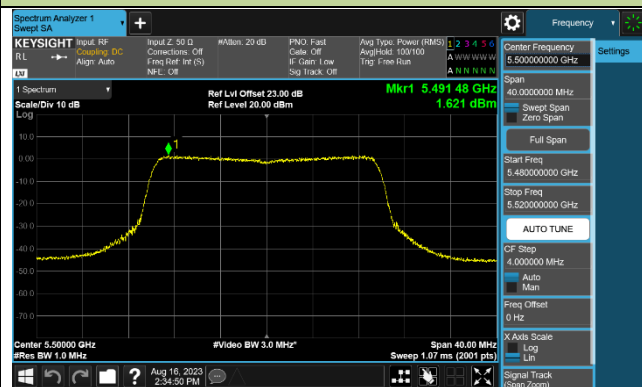 Spectrum Analyzer 1
Swept SA
Frequency
KEYSIGHT
RL
LXI
Input: RF
Coupling: DC
Align: Auto
Input Z: 50 Ω
Corrections: Off
Freq Ref: Int (S)
NFE: Off
#Atten: 20 dB
PNO: Fast
Gate: Off
IF Gain: Low
Sig Track: Off
Avg Type: Power (RMS)
Avg|Hold: 100/100
Trig: Free Run
1 2 3 4 5 6
A W W W W W
A N N N N N
1 Spectrum
Scale/Div 10 dB
Log
Ref Lvl Offset 23.00 dB
Ref Level 20.00 dBm
Mkr1 5.491 48 GHz
1.621 dBm
10.0
0.00
-10.0
-20.0
-30.0
-40.0
-50.0
-60.0
-70.0
1
Center 5.50000 GHz
#Res BW 1.0 MHz
#Video BW 3.0 MHz*
Span 40.00 MHz
Sweep 1.07 ms (2001 pts)
Aug 16, 2023
2:34:50 PM
Center Frequency
5.500000000 GHz
Span
40.0000000 MHz
Swept Span
Zero Span
Full Span
Start Freq
5.480000000 GHz
Stop Freq
5.520000000 GHz
AUTO TUNE
CF Step
4.000000 MHz
Auto
Man
Freq Offset
0 Hz
X Axis Scale
Log
Lin
Signal Track
(Span Zoom)
Settings